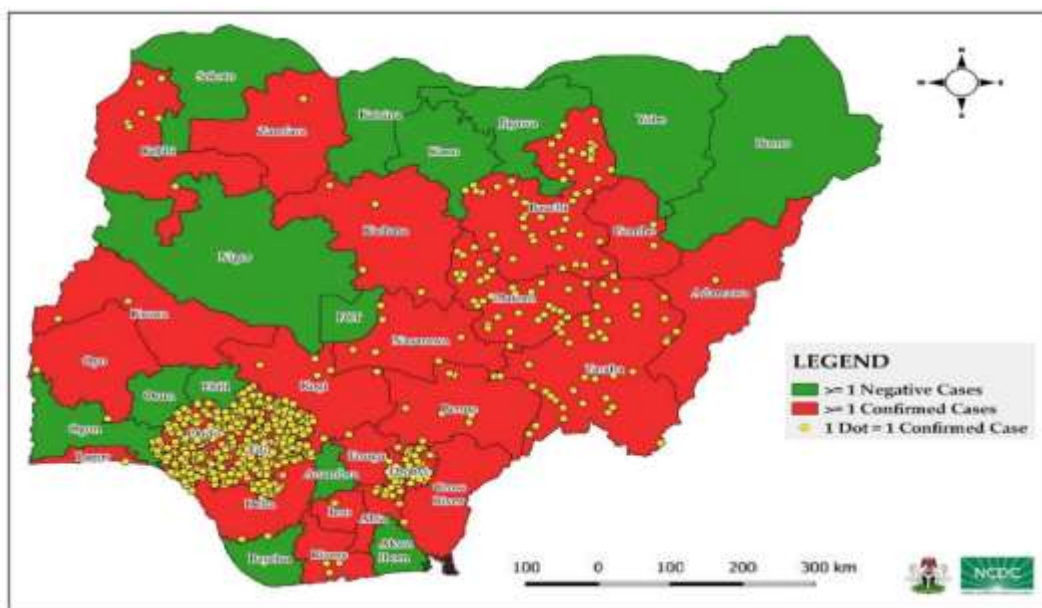 N
W
E
S
Sokoto
Zamfara
Kebbi
Katsina
Kano
Jigawa
Yobe
Borno
Bauchi
Gombe
Kaduna
Niger
Adamawa
Plateau
FCT
Kwara
Nasarawa
Taraba
Oyo
Kogi
Osun
Ekiti
Benue
Ogun
Ondo
Edo
Lagos
Enugu
Ebonyi
Anambra
Cross
River
Delta
Imo
Abia
Bayelsa
Rivers
Akwa
Ibom
LEGEND
>= 1 Negative Cases
>= 1 Confirmed Cases
1 Dot = 1 Confirmed Case
100 0 100 200 300 km
NCDC